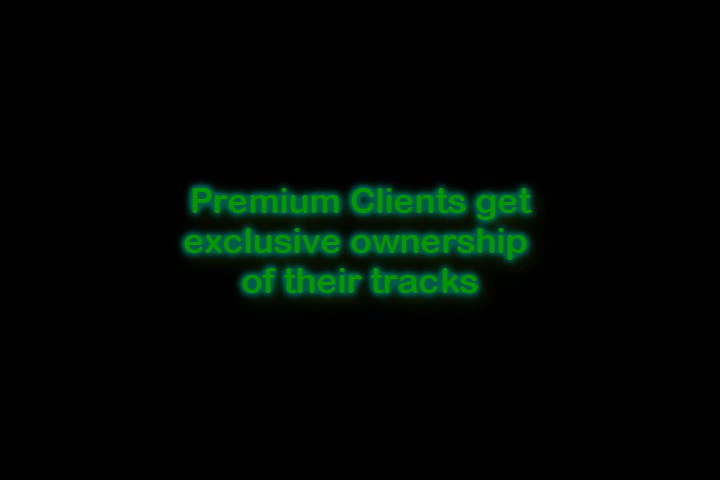 Premium Clients get
exclusive ownership
of their tracks